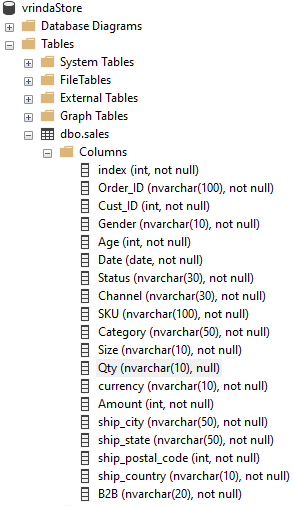 vrindaStore
Database Diagrams
Tables
System Tables
FileTables
External Tables
Graph Tables
dbo.sales
Columns
index (int, not null)
Order_ID (nvarchar(100), not null)
Cust_ID (int, not null)
Gender (nvarchar(10), not null)
Age (int, not null)
Date (date, not null)
Status (nvarchar(30), not null)
Channel (nvarchar(30), not null)
SKU (nvarchar(100), not null)
Category (nvarchar(50), not null)
Size (nvarchar(10), not null)
Qty (nvarchar(10), null)
currency (nvarchar(10), not null)
Amount (int, not null)
ship_city (nvarchar(50), not null)
ship_state (nvarchar(50), not null)
ship_postal_code (int, not null)
ship_country (nvarchar(10), not null)
B2B (nvarchar(20), not null)